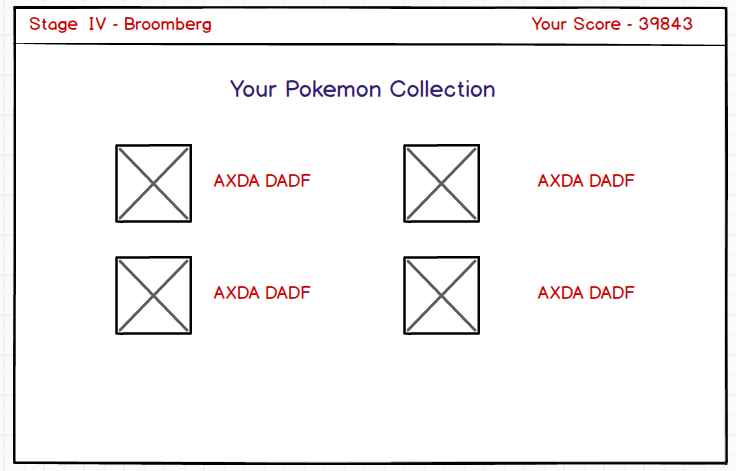 Stage IV - Broomberg
Your Score - 39843
Your Pokemon Collection
AXDA DADF
AXDA DADF
AXDA DADF
AXDA DADF